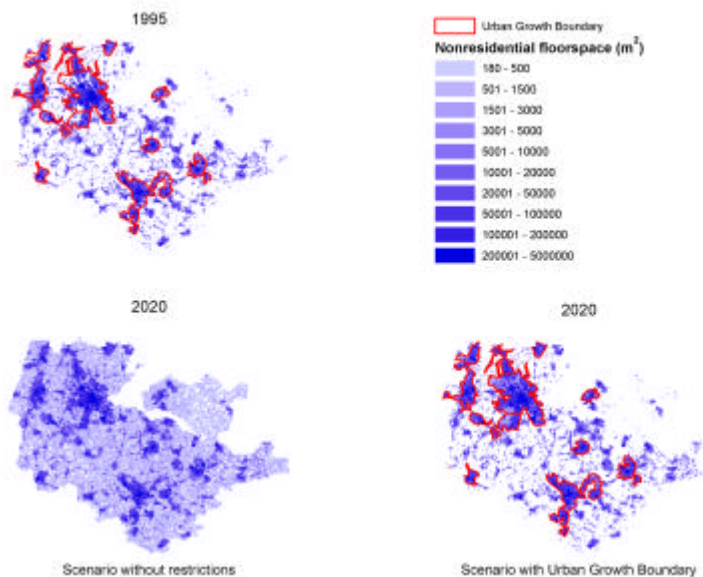 1995
Urban Growth Boundary
Nonresidential floorspace (m²)
180 - 500
501 - 1500
1501 - 3000
3001 - 5000
5001 - 10000
10001 - 20000
20001 - 50000
50001 - 100000
100001 - 200000
200001 - 5000000
2020
2020
Scenario without restrictions
Scenario with Urban Growth Boundary